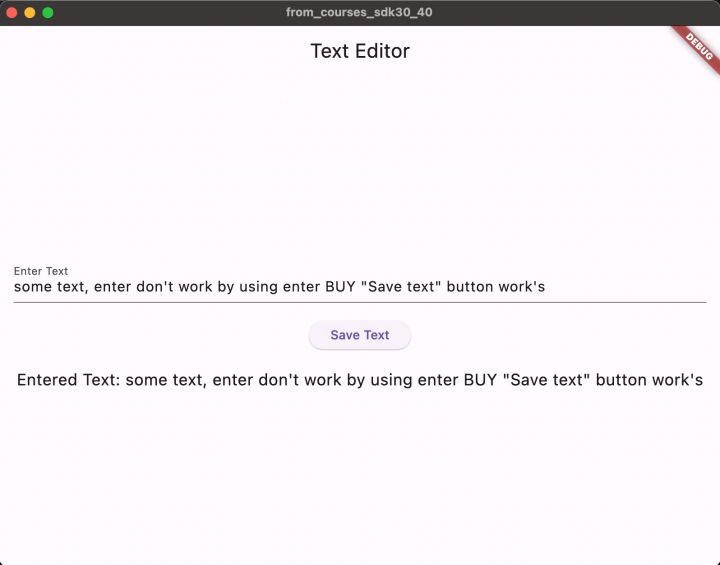 from_courses_sdk30_40
Text Editor
DEBUG
Enter Text
some text, enter don't work by using enter BUY "Save text" button work's
Save Text
Entered Text: some text, enter don't work by using enter BUY "Save text" button work's